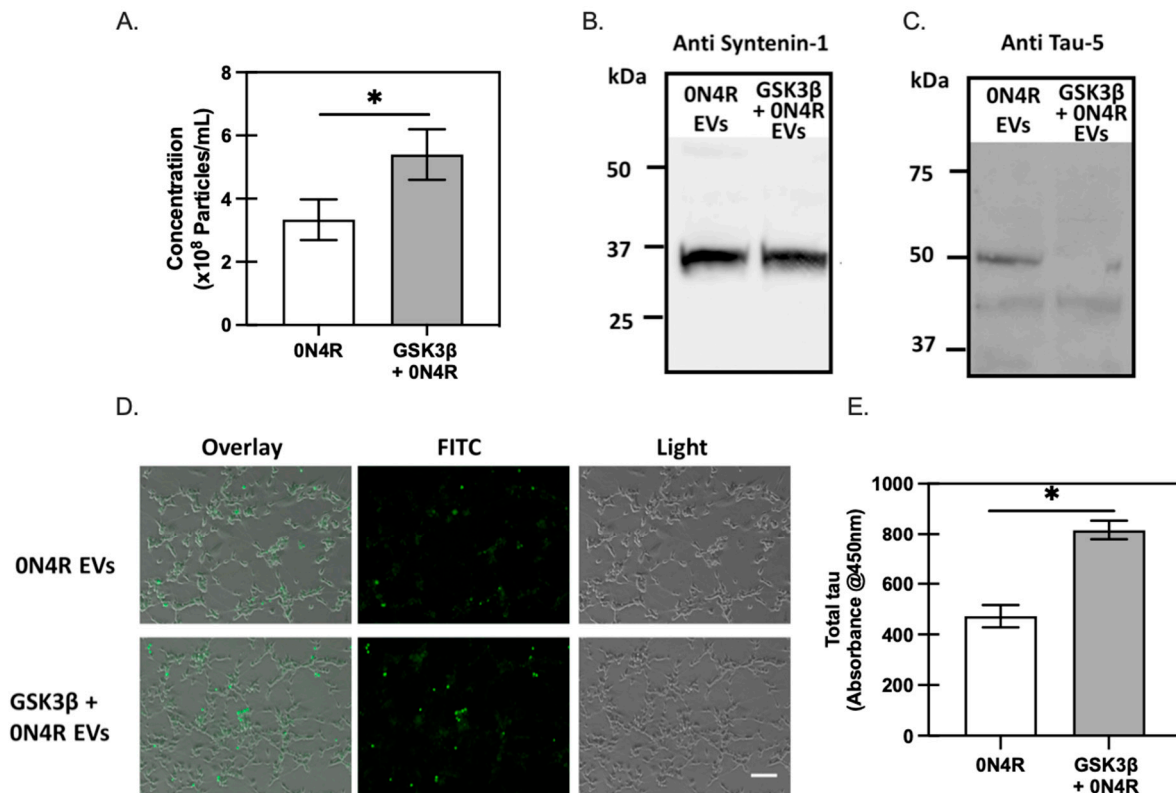 A.
Concentratiion
(x10⁸ Particles/mL)
8
6
4
2
0
*
0N4R
GSK3β
+ 0N4R
B.
Anti Syntenin-1
kDa
0N4R
EVs
GSK3β
+ 0N4R
EVs
50
37
25
C.
Anti Tau-5
kDa
0N4R
EVs
GSK3β
+ 0N4R
EVs
75
50
37
D.
Overlay
FITC
Light
0N4R EVs
GSK3β +
0N4R EVs
E.
Total tau
(Absorbance @450nm)
1000
800
600
400
200
0
*
0N4R
GSK3β
+ 0N4R